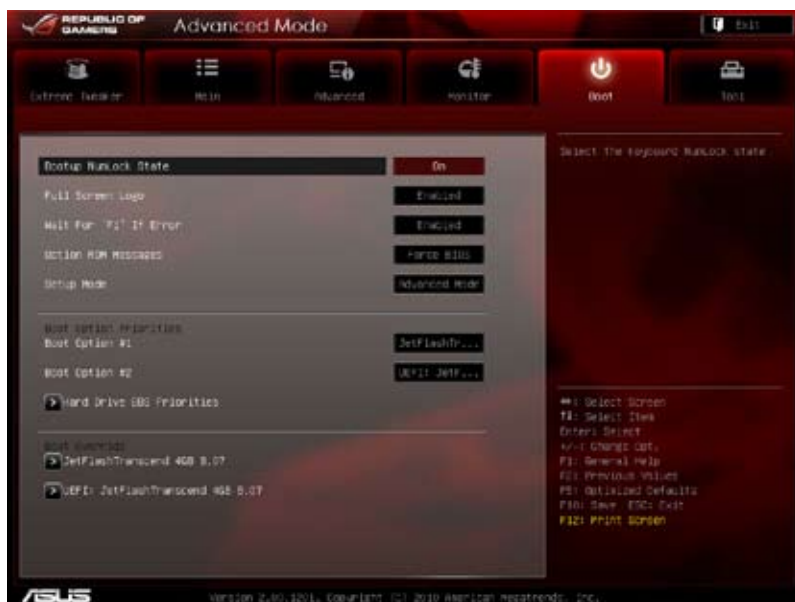 REPUBLIC OF GAMERS
Advanced Mode
Exit
Extreme Tweaker
Main
Advanced
Monitor
Boot
Tool
Bootup NumLock State On
Select the keyboard NumLock state.
Full Screen Logo Enabled
Wait For 'F1' If Error Enabled
Option ROM Messages Force BIOS
Setup Mode Advanced Mode
Boot Option Priorities
Boot Option #1 JetFlashTr...
Boot Option #2 UEFI: JetF...
Hard Drive BBS Priorities
Boot Override
JetFlashTranscend 4GB 8.07
UEFI: JetFlashTranscend 4GB 8.07
→←: Select Screen
↑↓: Select Item
Enter: Select
+/-: Change Opt.
F1: General Help
F2: Previous Values
F5: Optimized Defaults
F10: Save ESC: Exit
F12: Print Screen
ASUS
Version 2.00.1201. Copyright (C) 2010 American Megatrends, Inc.